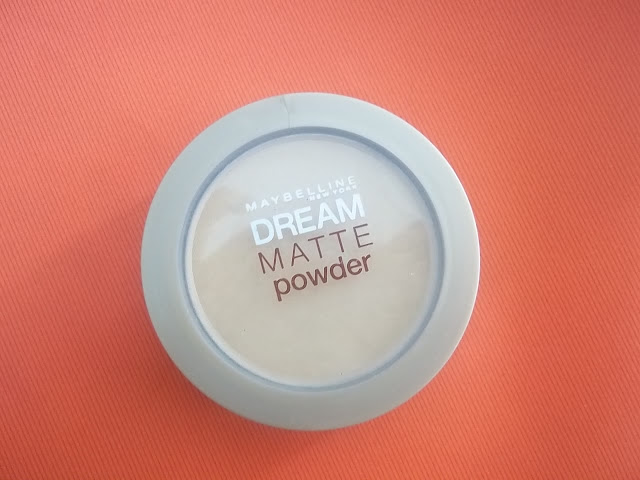 MAYBELLINE
NEW YORK
DREAM
MATTE
powder